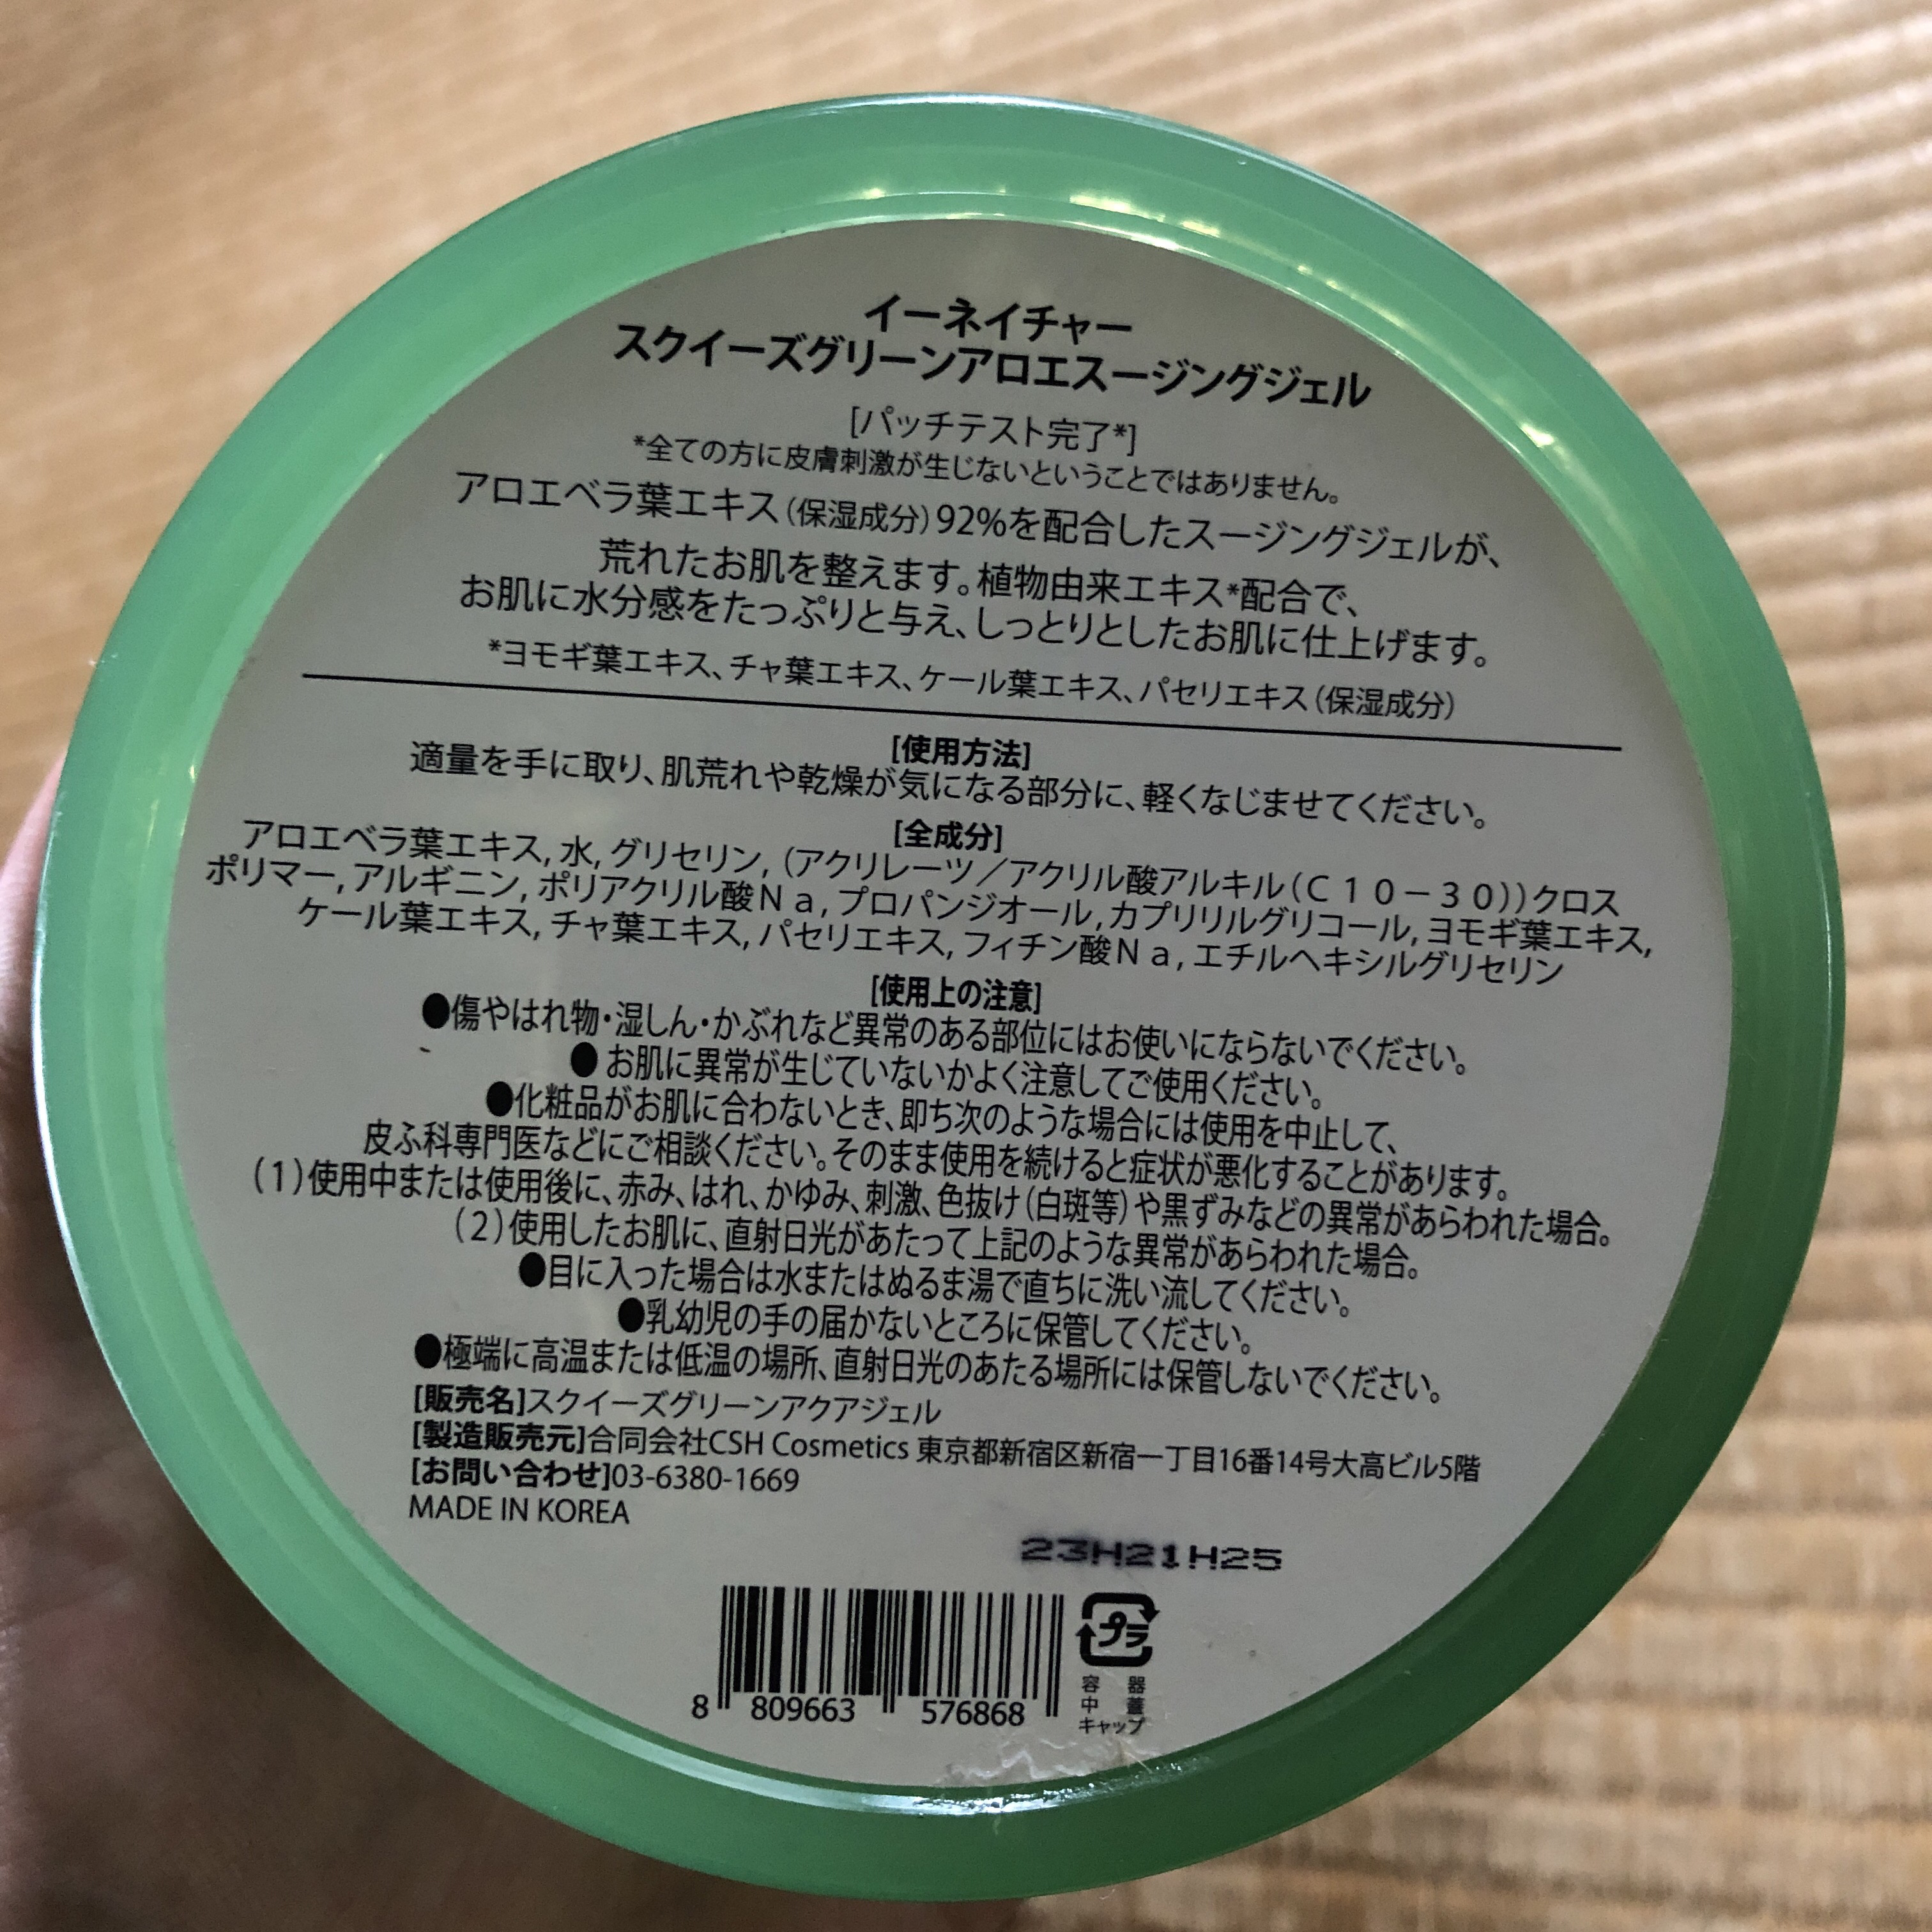 イーネイチャー
スクイーズグリーンアロエスージングジェル
[パッチテスト完了*]
*全ての方に皮膚刺激が生じないということではありません。
アロエベラ葉エキス(保湿成分)92%を配合したスージングジェルが、
荒れたお肌を整えます。植物由来エキス*配合で、
お肌に水分感をたっぷりと与え、しっとりとしたお肌に仕上げます。
*ヨモギ葉エキス、チャ葉エキス、ケール葉エキス、パセリエキス(保湿成分)
[使用方法]
適量を手に取り、肌荒れや乾燥が気になる部分に、軽くなじませてください。
[全成分]
アロエベラ葉エキス, 水, グリセリン, (アクリレーツ／アクリル酸アルキル(C10－30))クロス
ポリマー, アルギニン, ポリアクリル酸Na, プロパンジオール, カプリリルグリコール, ヨモギ葉エキス,
ケール葉エキス, チャ葉エキス, パセリエキス, フィチン酸Na, エチルヘキシルグリセリン
[使用上の注意]
●傷やはれ物・湿しん・かぶれなど異常のある部位にはお使いにならないでください。
● お肌に異常が生じていないかよく注意してご使用ください。
●化粧品がお肌に合わないとき、即ち次のような場合には使用を中止して、
皮ふ科専門医などにご相談ください。そのまま使用を続けると症状が悪化することがあります。
(1)使用中または使用後に、赤み、はれ、かゆみ、刺激、色抜け(白斑等)や黒ずみなどの異常があらわれた場合。
(2)使用したお肌に、直射日光があたって上記のような異常があらわれた場合。
●目に入った場合は水またはぬるま湯で直ちに洗い流してください。
●乳幼児の手の届かないところに保管してください。
●極端に高温または低温の場所、直射日光のあたる場所には保管しないでください。
[販売名]スクイーズグリーンアクアジェル
[製造販売元]合同会社CSH Cosmetics 東京都新宿区新宿一丁目16番14号大高ビル5階
[お問い合わせ]03-6380-1669
MADE IN KOREA
23H21H25
プラ
容器
中蓋
キャップ
8 809663 576868